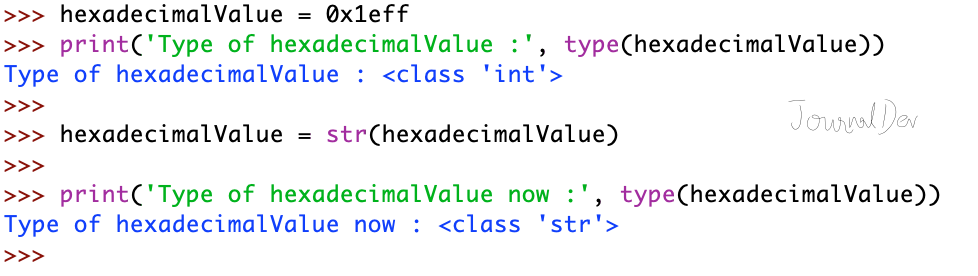 >>> hexadecimalValue = 0x1eff
>>> print('Type of hexadecimalValue :', type(hexadecimalValue))
Type of hexadecimalValue : <class 'int'>
>>>
JournalDev
>>> hexadecimalValue = str(hexadecimalValue)
>>>
>>> print('Type of hexadecimalValue now :', type(hexadecimalValue))
Type of hexadecimalValue now : <class 'str'>
>>>